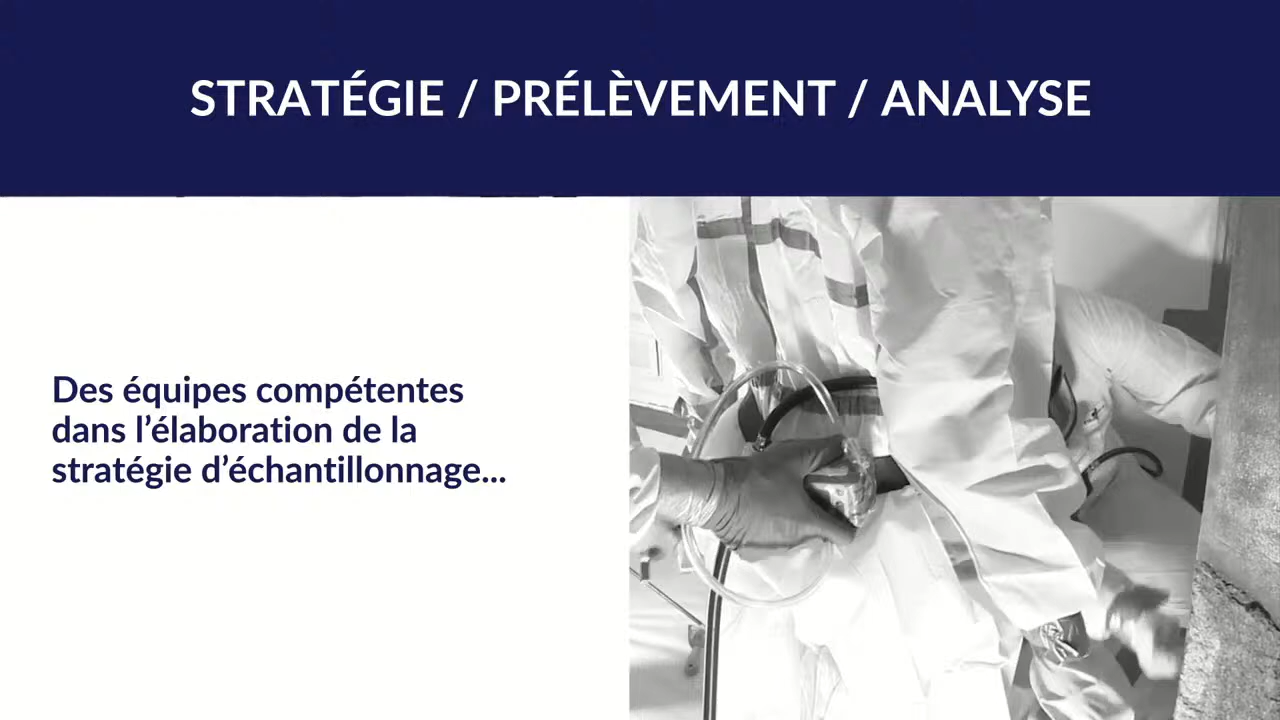 STRATÉGIE / PRÉLÈVEMENT / ANALYSE
Des équipes compétentes
dans l’élaboration de la
stratégie d’échantillonnage...